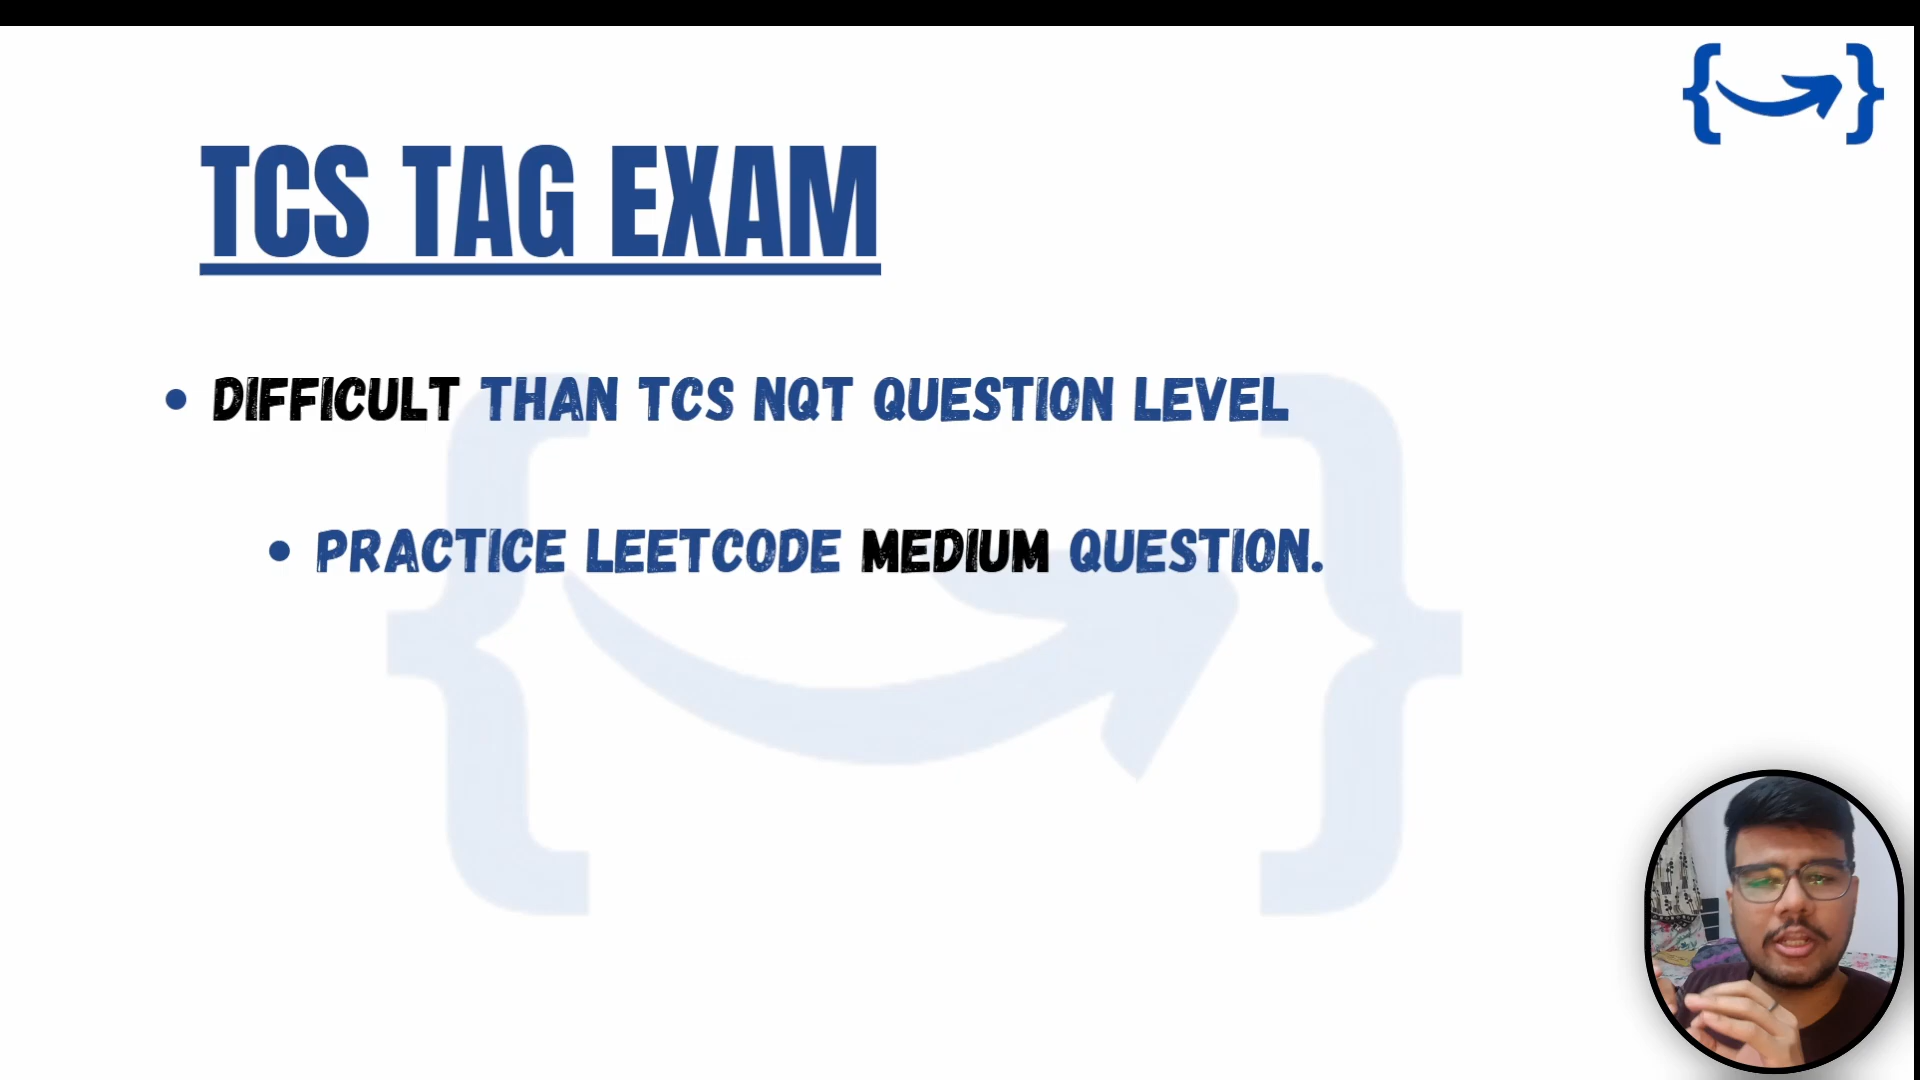 TCS TAG EXAM
• DIFFICULT THAN TCS NQT QUESTION LEVEL
• PRACTICE LEETCODE MEDIUM QUESTION.